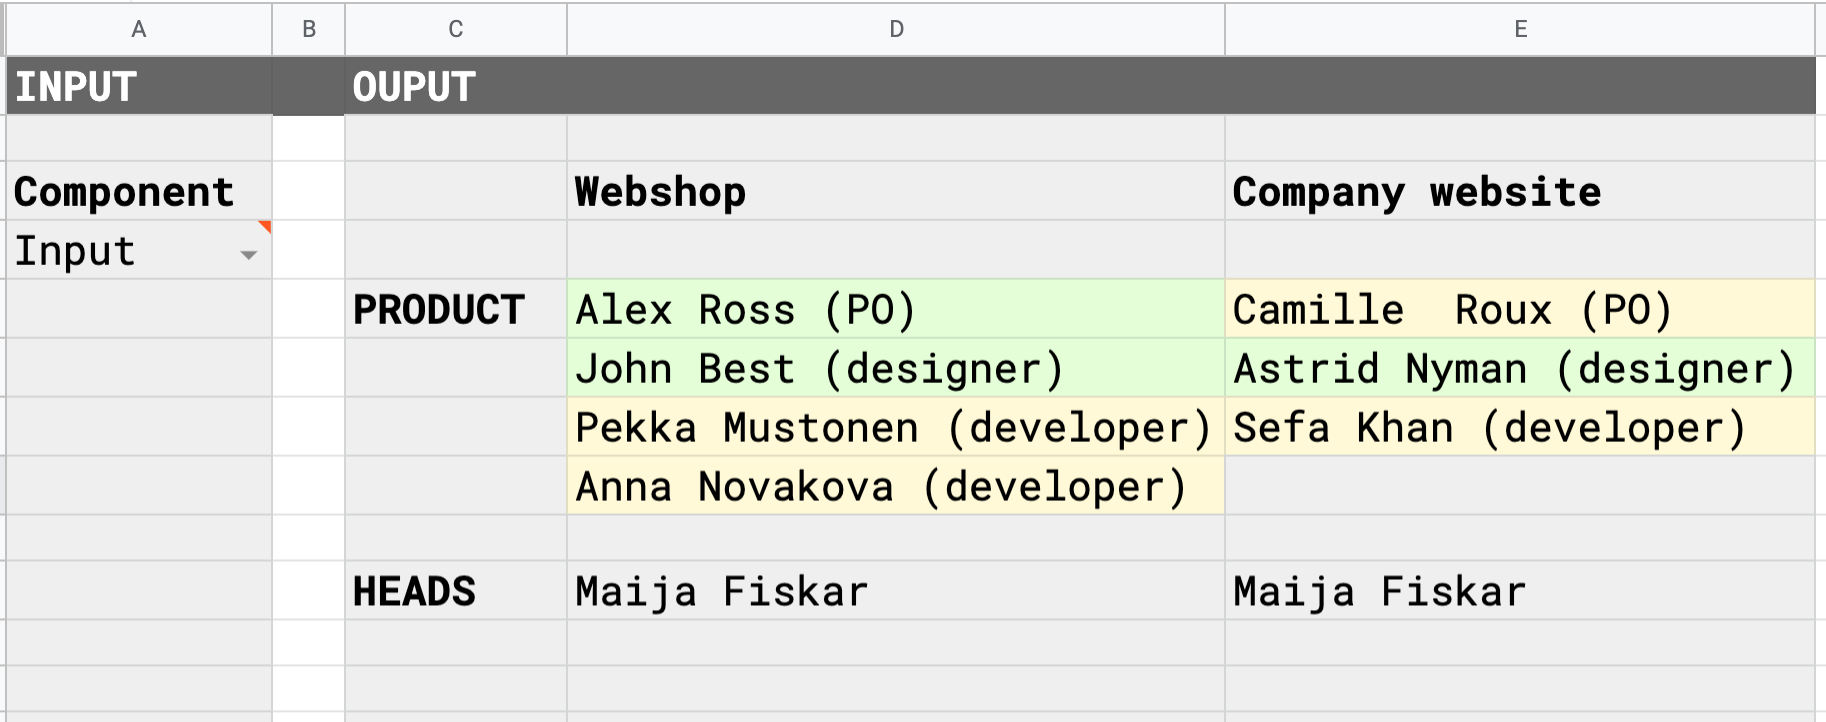 A B C D E
INPUT OUPUT
Component Webshop Company website
Input
PRODUCT Alex Ross (PO) Camille  Roux (PO)
John Best (designer) Astrid Nyman (designer)
Pekka Mustonen (developer) Sefa Khan (developer)
Anna Novakova (developer)
HEADS Maija Fiskar Maija Fiskar